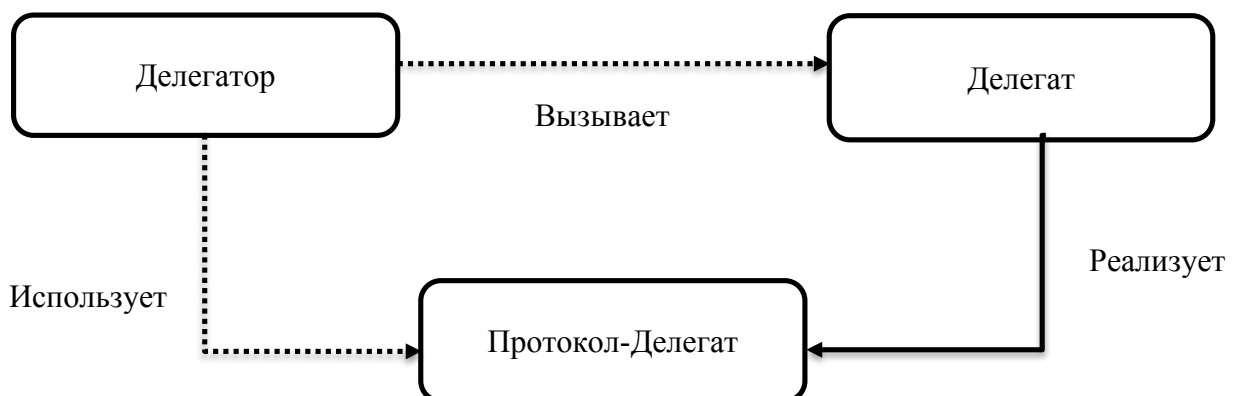 Делегатор
Делегат
Вызывает
Реализует
Использует
Протокол-Делегат